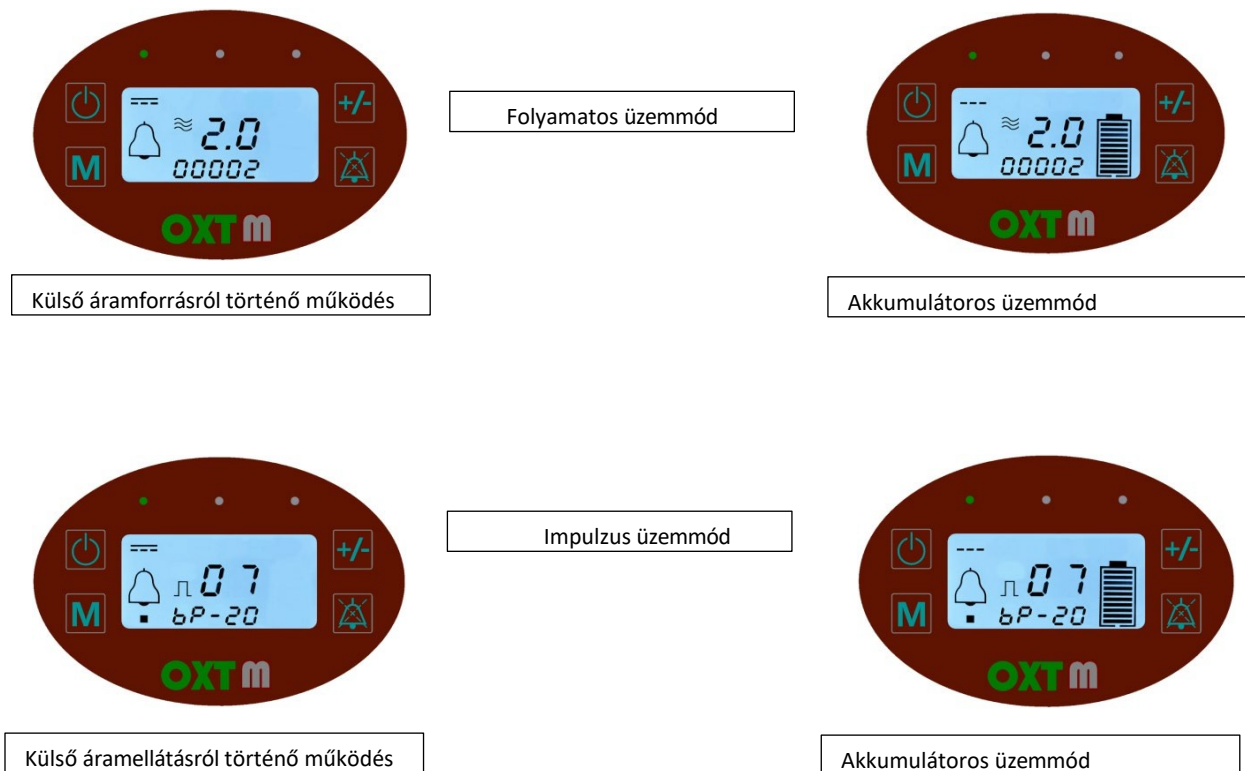 +/-
2.0
M
00002
OXT m
Külső áramforrásról történő működés
Folyamatos üzemmód
+/-
2.0
M
00002
OXT m
Akkumulátoros üzemmód
+/-
07
M
bP-20
OXT m
Külső áramellátásról történő működés
Impulzus üzemmód
+/-
07
M
bP-20
OXT m
Akkumulátoros üzemmód